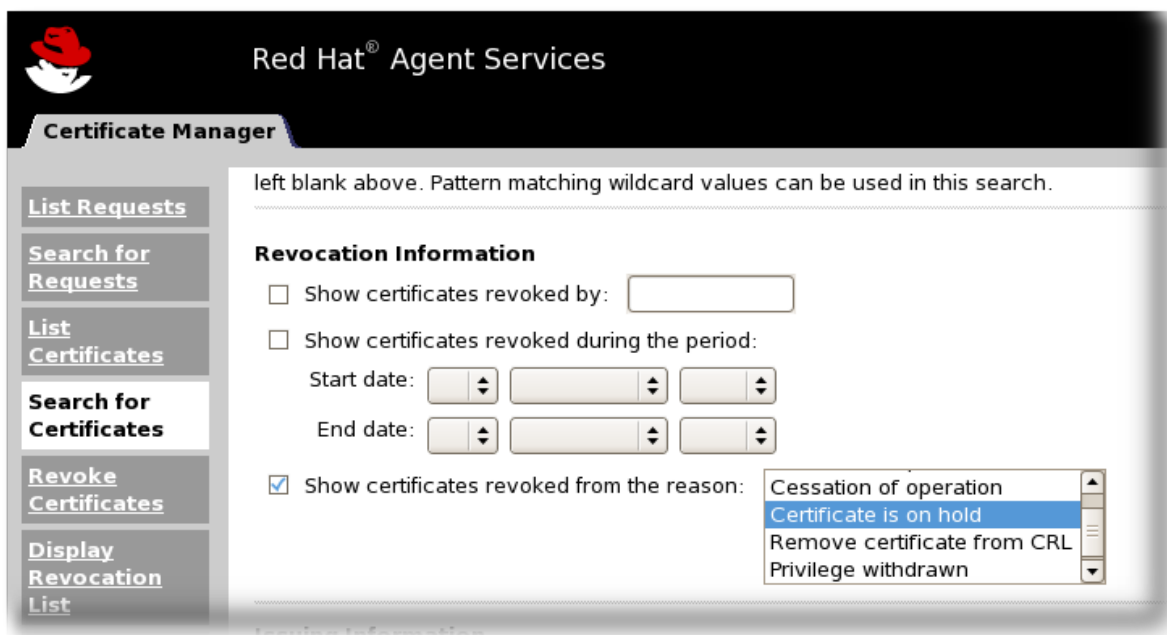 Red Hat® Agent Services
Certificate Manager
List Requests
Search for
Requests
List
Certificates
Search for
Certificates
Revoke
Certificates
Display
Revocation
List
left blank above. Pattern matching wildcard values can be used in this search.
Revocation Information
Show certificates revoked by:
Show certificates revoked during the period:
Start date:
End date:
Show certificates revoked from the reason:
Cessation of operation
Certificate is on hold
Remove certificate from CRL
Privilege withdrawn
Issuing Information